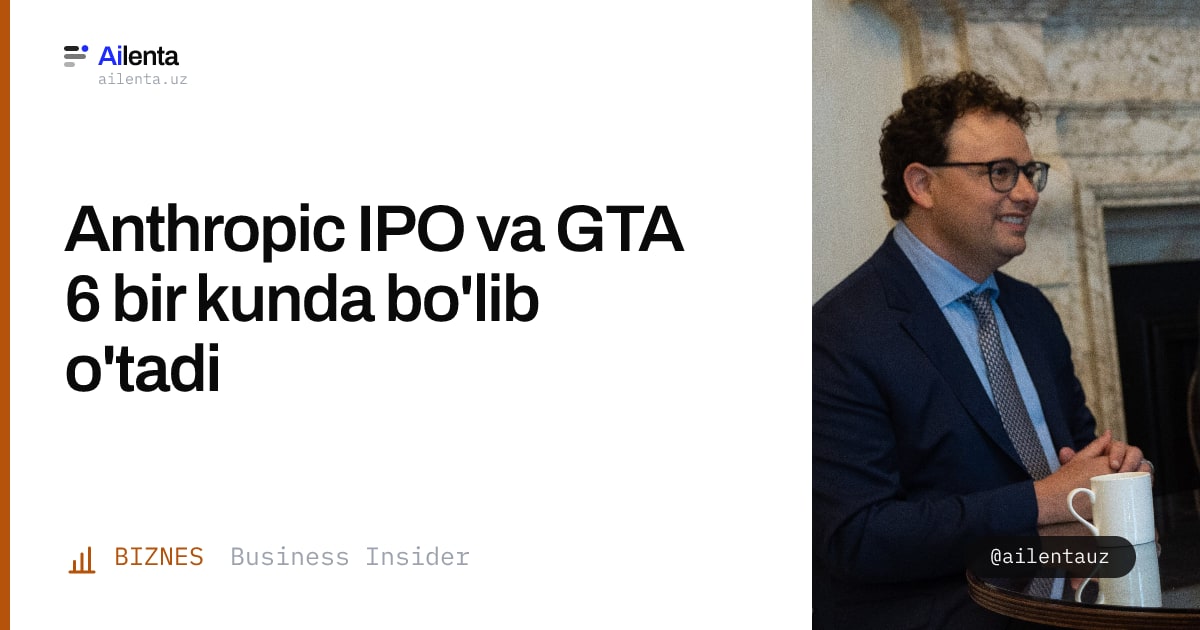 Ailenta
ailenta.uz
Anthropic IPO va GTA
6 bir kunda bo'lib
o'tadi
BIZNES Business Insider
@ailentauz